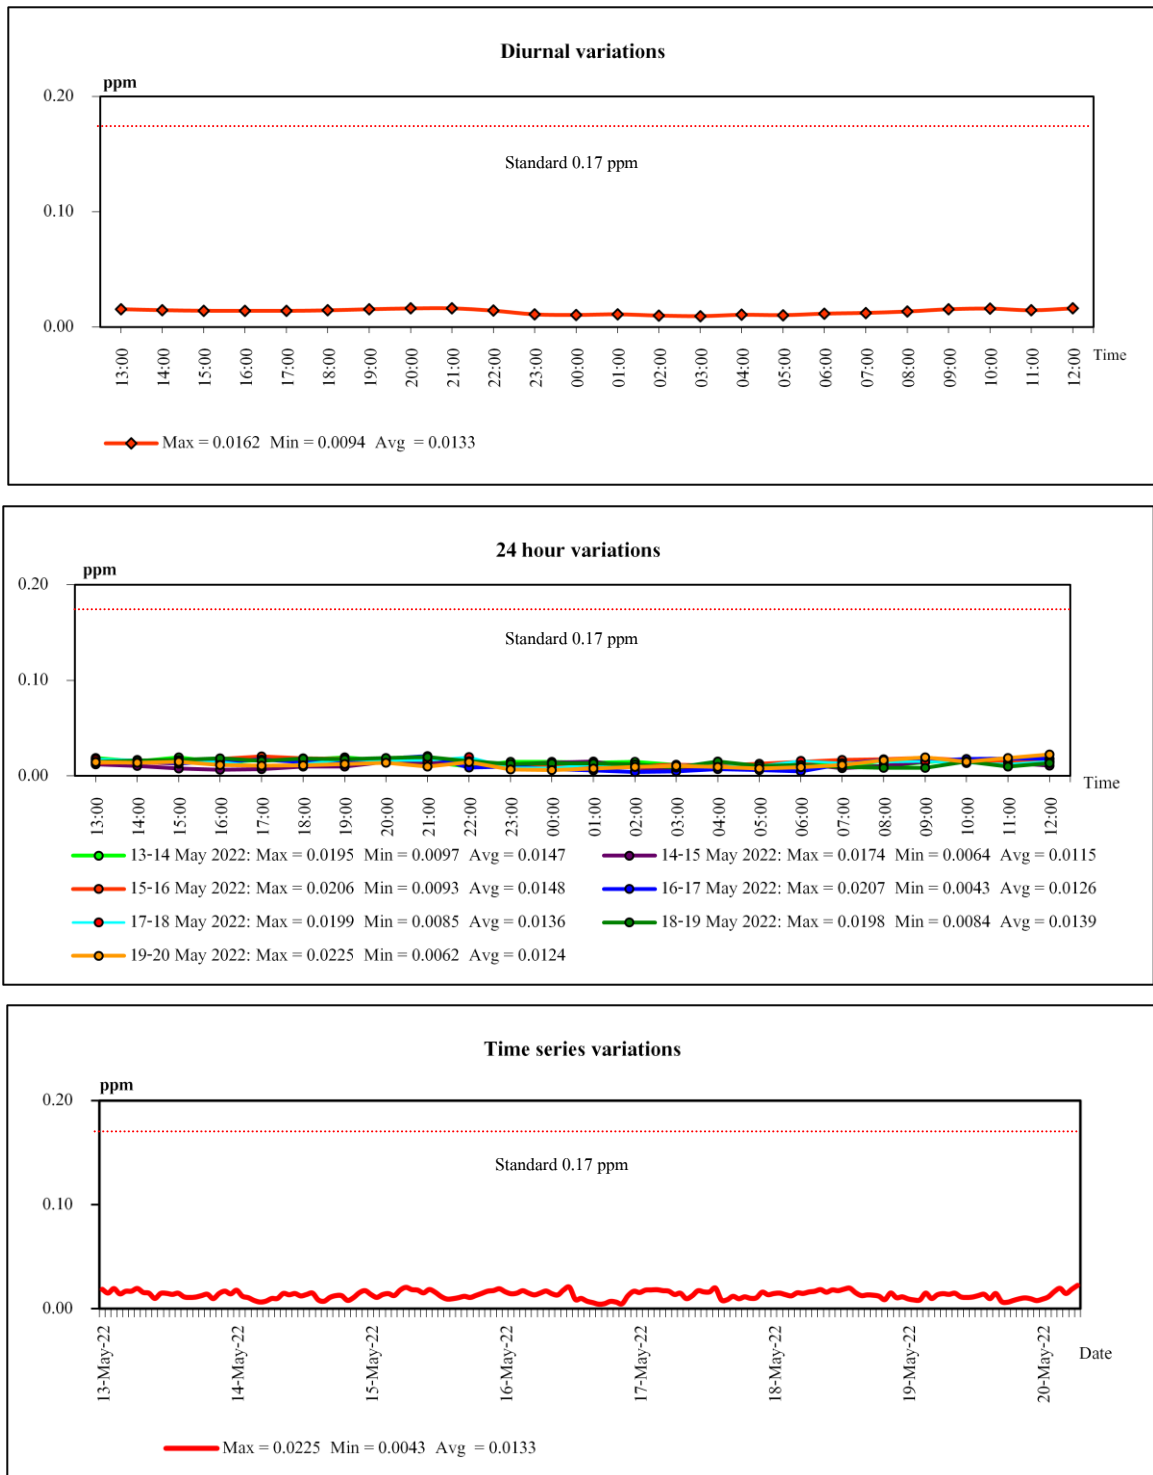 Diurnal variations
ppm
0.20
Standard 0.17 ppm
0.10
0.00
13:00 14:00 15:00 16:00 17:00 18:00 19:00 20:00 21:00 22:00 23:00 00:00 01:00 02:00 03:00 04:00 05:00 06:00 07:00 08:00 09:00 10:00 11:00 12:00
Time
Max = 0.0162 Min = 0.0094 Avg = 0.0133
24 hour variations
ppm
0.20
Standard 0.17 ppm
0.10
0.00
Time
13:00 14:00 15:00 16:00 17:00 18:00 19:00 20:00 21:00 22:00 23:00 00:00 01:00 02:00 03:00 04:00 05:00 06:00 07:00 08:00 09:00 10:00 11:00 12:00
13-14 May 2022: Max = 0.0195 Min = 0.0097 Avg = 0.0147
14-15 May 2022: Max = 0.0174 Min = 0.0064 Avg = 0.0115
15-16 May 2022: Max = 0.0206 Min = 0.0093 Avg = 0.0148
16-17 May 2022: Max = 0.0207 Min = 0.0043 Avg = 0.0126
17-18 May 2022: Max = 0.0199 Min = 0.0085 Avg = 0.0136
18-19 May 2022: Max = 0.0198 Min = 0.0084 Avg = 0.0139
19-20 May 2022: Max = 0.0225 Min = 0.0062 Avg = 0.0124
Time series variations
ppm
0.20
Standard 0.17 ppm
0.10
0.00
13-May-22 14-May-22 15-May-22 16-May-22 17-May-22 18-May-22 19-May-22 20-May-22
Date
Max = 0.0225 Min = 0.0043 Avg = 0.0133